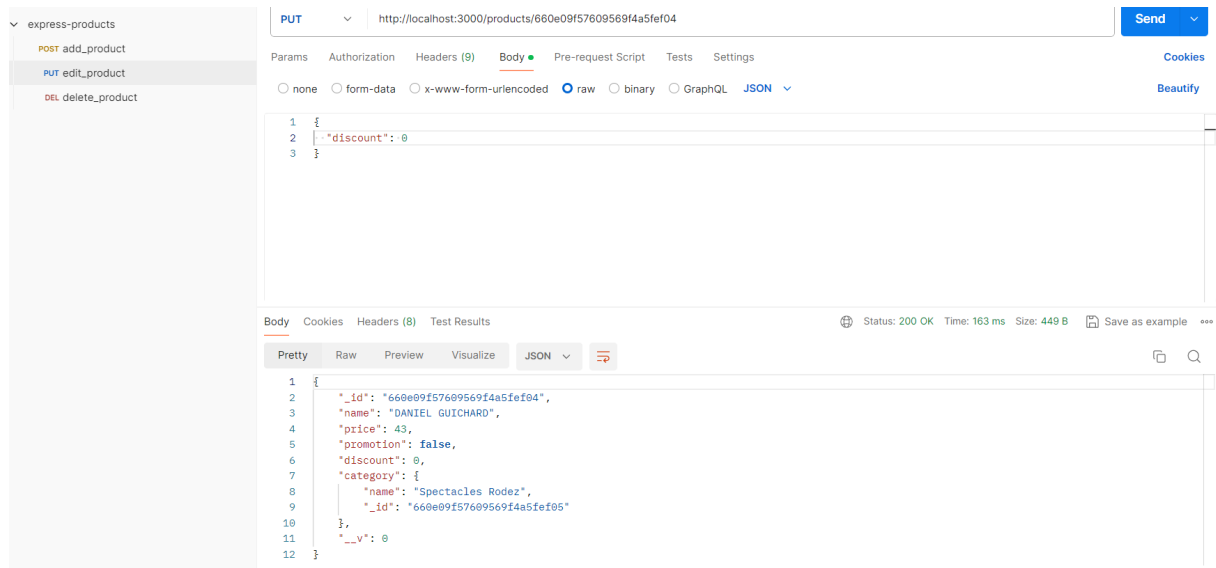 express-products
POST add_product
PUT edit_product
DEL delete_product
PUT http://localhost:3000/products/660e09f57609569f4a5fef04 Send
Params Authorization Headers (9) Body Pre-request Script Tests Settings Cookies
none form-data x-www-form-urlencoded raw binary GraphQL JSON Beautify
1 {
2 "discount": 0
3 }
Body Cookies Headers (8) Test Results Status: 200 OK Time: 163 ms Size: 449 B Save as example
Pretty Raw Preview Visualize JSON
1 {
2 "_id": "660e09f57609569f4a5fef04",
3 "name": "DANIEL GUICHARD",
4 "price": 43,
5 "promotion": false,
6 "discount": 0,
7 "category": {
8 "name": "Spectacles Rodez",
9 "_id": "660e09f57609569f4a5fef05"
10 },
11 "__v": 0
12 }